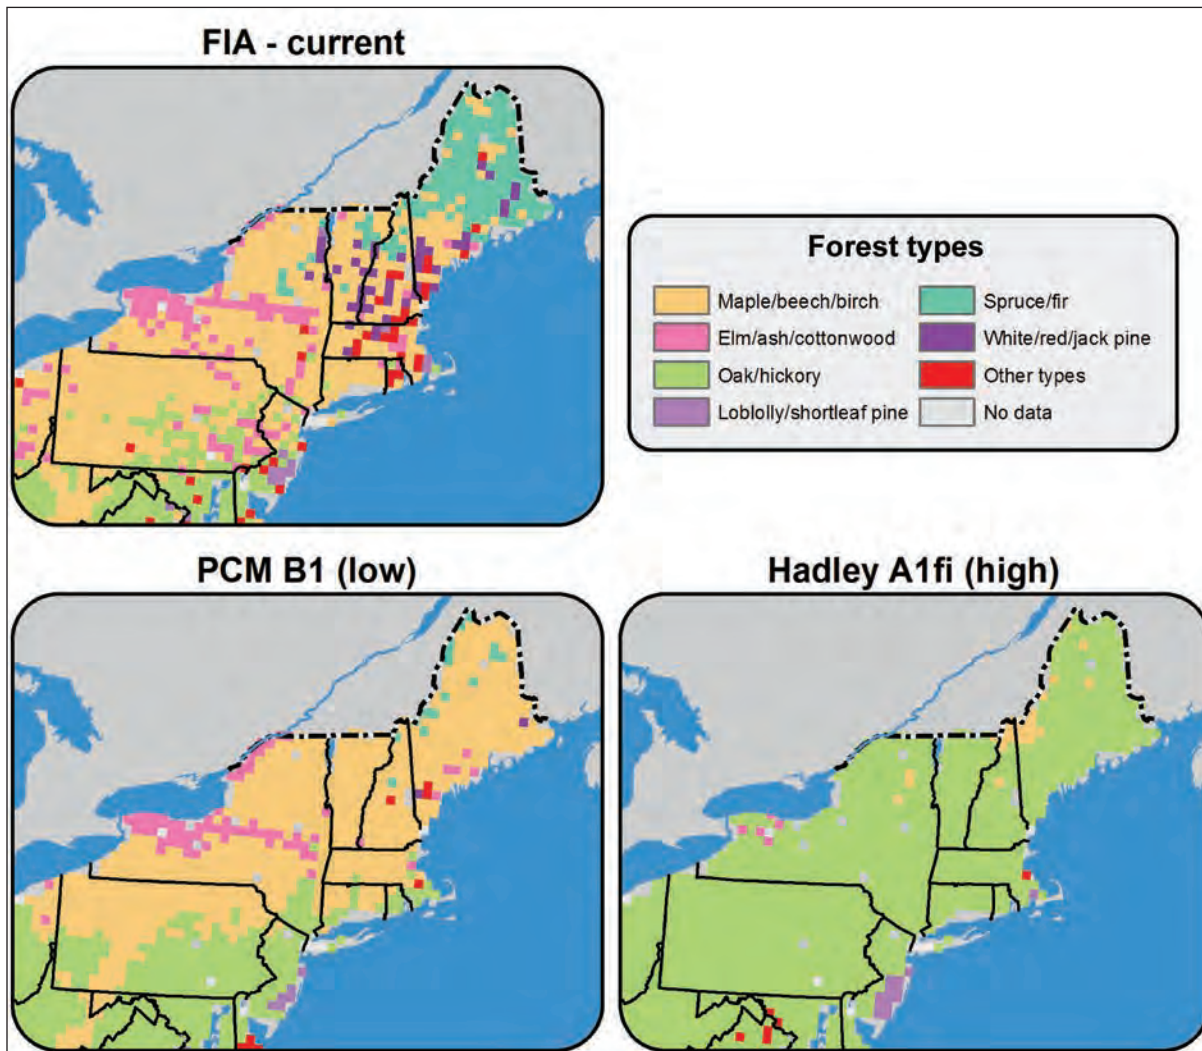 FIA - current
Forest types
Maple/beech/birch
Spruce/fir
Elm/ash/cottonwood
White/red/jack pine
Oak/hickory
Other types
Loblolly/shortleaf pine
No data
PCM B1 (low)
Hadley A1fi (high)